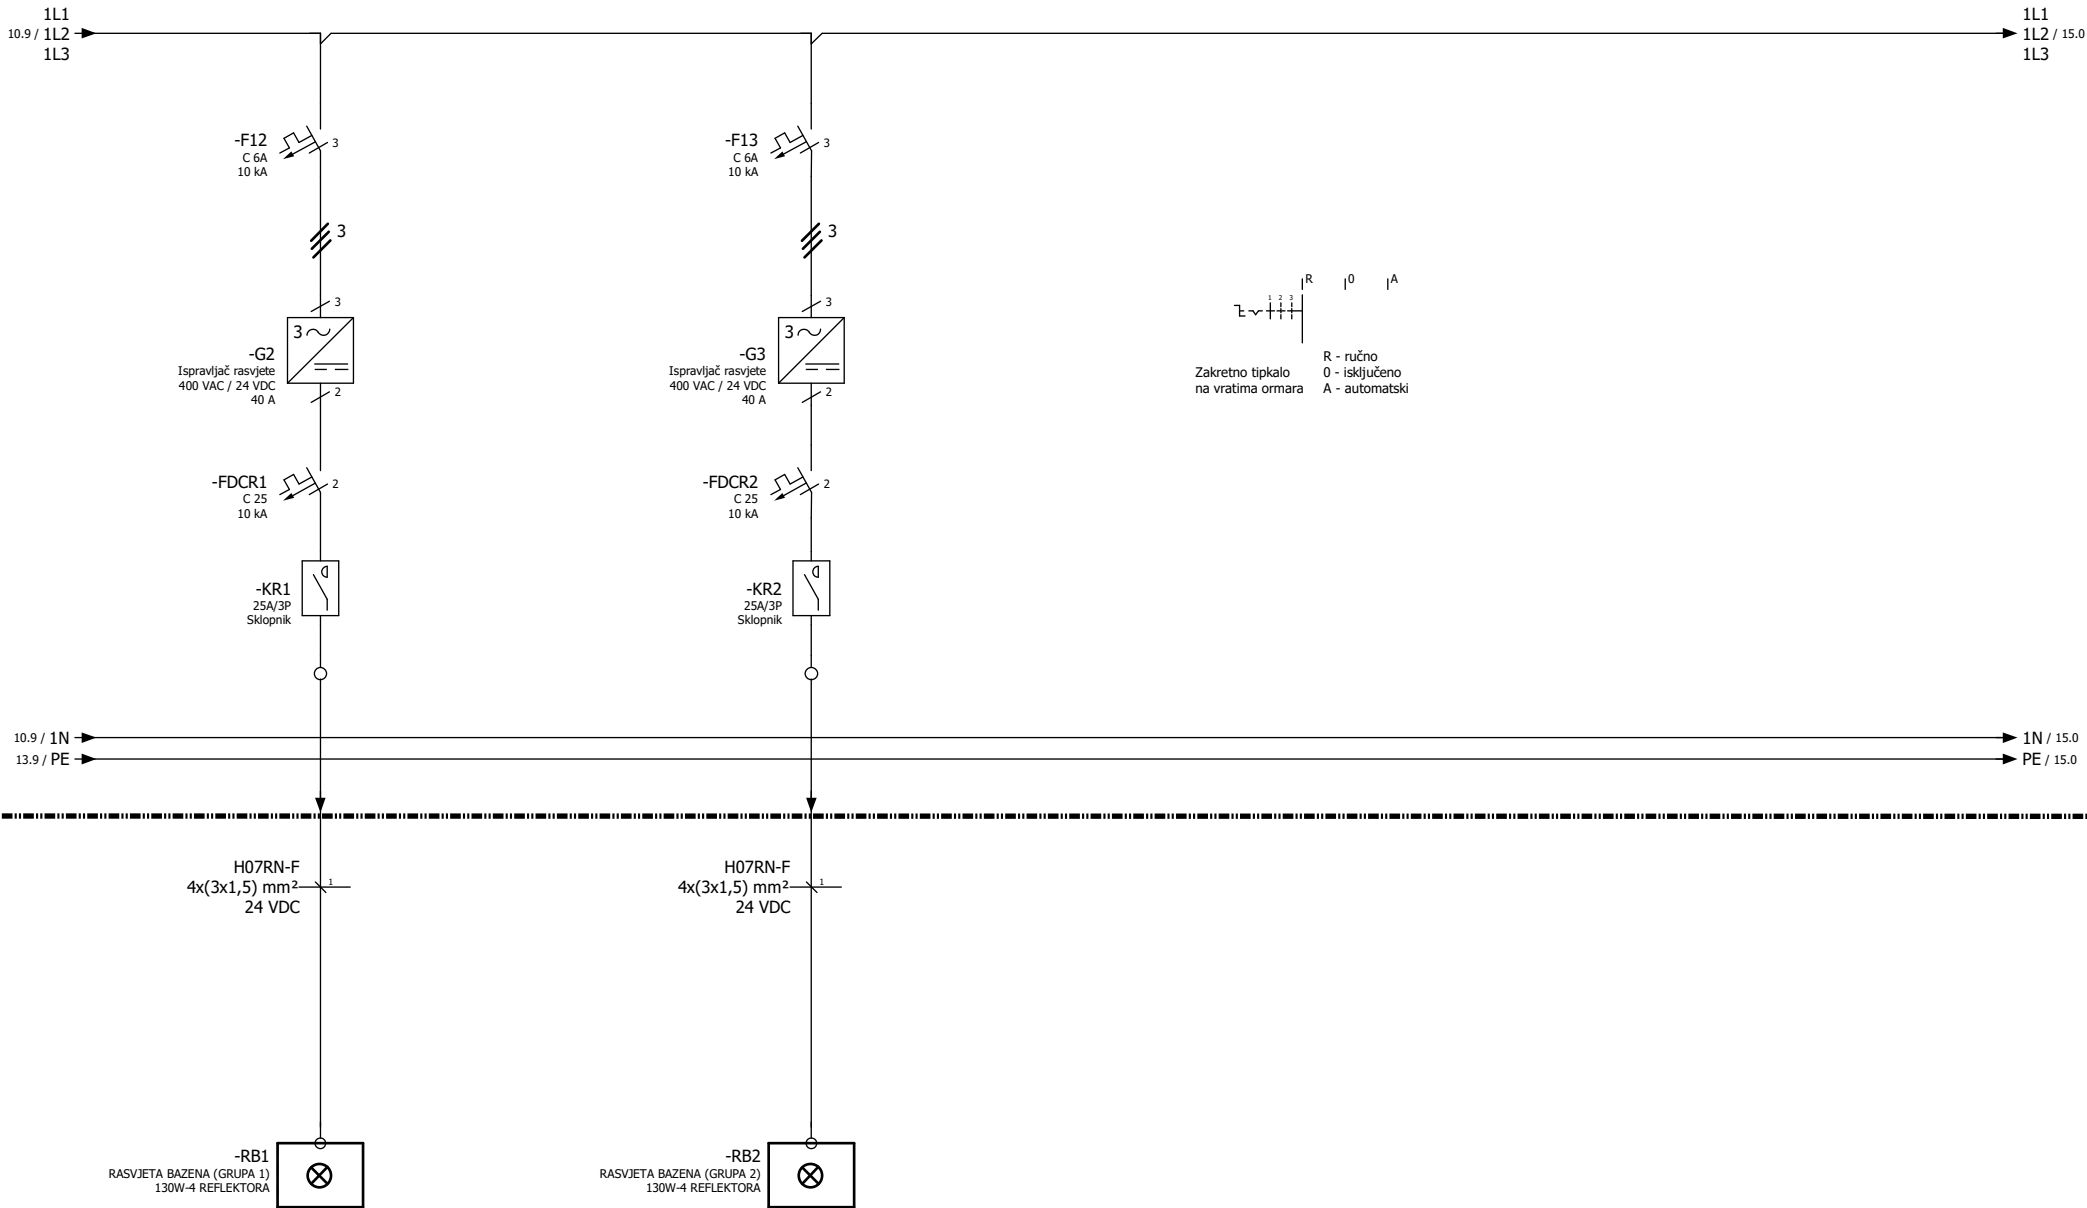 1L1
10.9 / 1L2
1L3
1L1
1L2 / 15.0
1L3
-F12
C 6A
10 kA
3
-F13
C 6A
10 kA
3
3
3
R 0 A
1 2 3
3
3
3
3
-G2
Ispravljač rasvjete
400 VAC / 24 VDC
40 A
2
-G3
Ispravljač rasvjete
400 VAC / 24 VDC
40 A
2
Zakretno tipkalo
na vratima ormara
R - ručno
0 - isključeno
A - automatski
-FDCR1
C 25
10 kA
2
-FDCR2
C 25
10 kA
2
-KR1
25A/3P
Sklopnik
-KR2
25A/3P
Sklopnik
10.9 / 1N
13.9 / PE
1N / 15.0
PE / 15.0
H07RN-F
4x(3x1,5) mm²
24 VDC
1
H07RN-F
4x(3x1,5) mm²
24 VDC
1
-RB1
RASVJETA BAZENA (GRUPA 1)
130W-4 REFLEKTORA
-RB2
RASVJETA BAZENA (GRUPA 2)
130W-4 REFLEKTORA